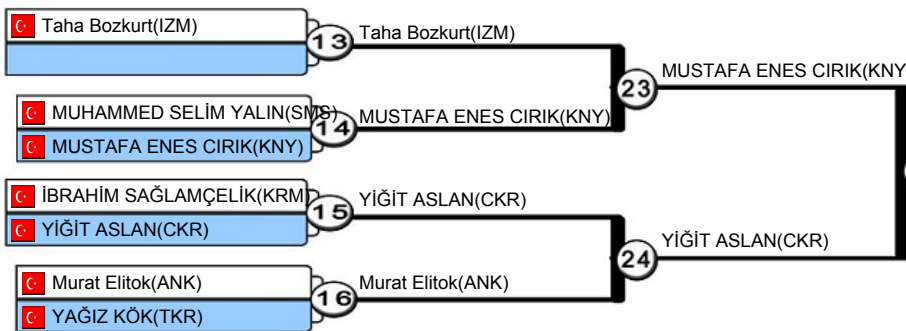 Taha Bozkurt(IZM)
13
Taha Bozkurt(IZM)
MUHAMMED SELİM YALIN(SMS)
MUSTAFA ENES CIRIK(KNY)
14
MUSTAFA ENES CIRIK(KNY)
23
MUSTAFA ENES CIRIK(KNY
İBRAHİM SAĞLAMÇELİK(KRM)
YİĞİT ASLAN(CKR)
15
YİĞİT ASLAN(CKR)
Murat Elitok(ANK)
YAĞIZ KÖK(TKR)
16
Murat Elitok(ANK)
24
YİĞİT ASLAN(CKR)